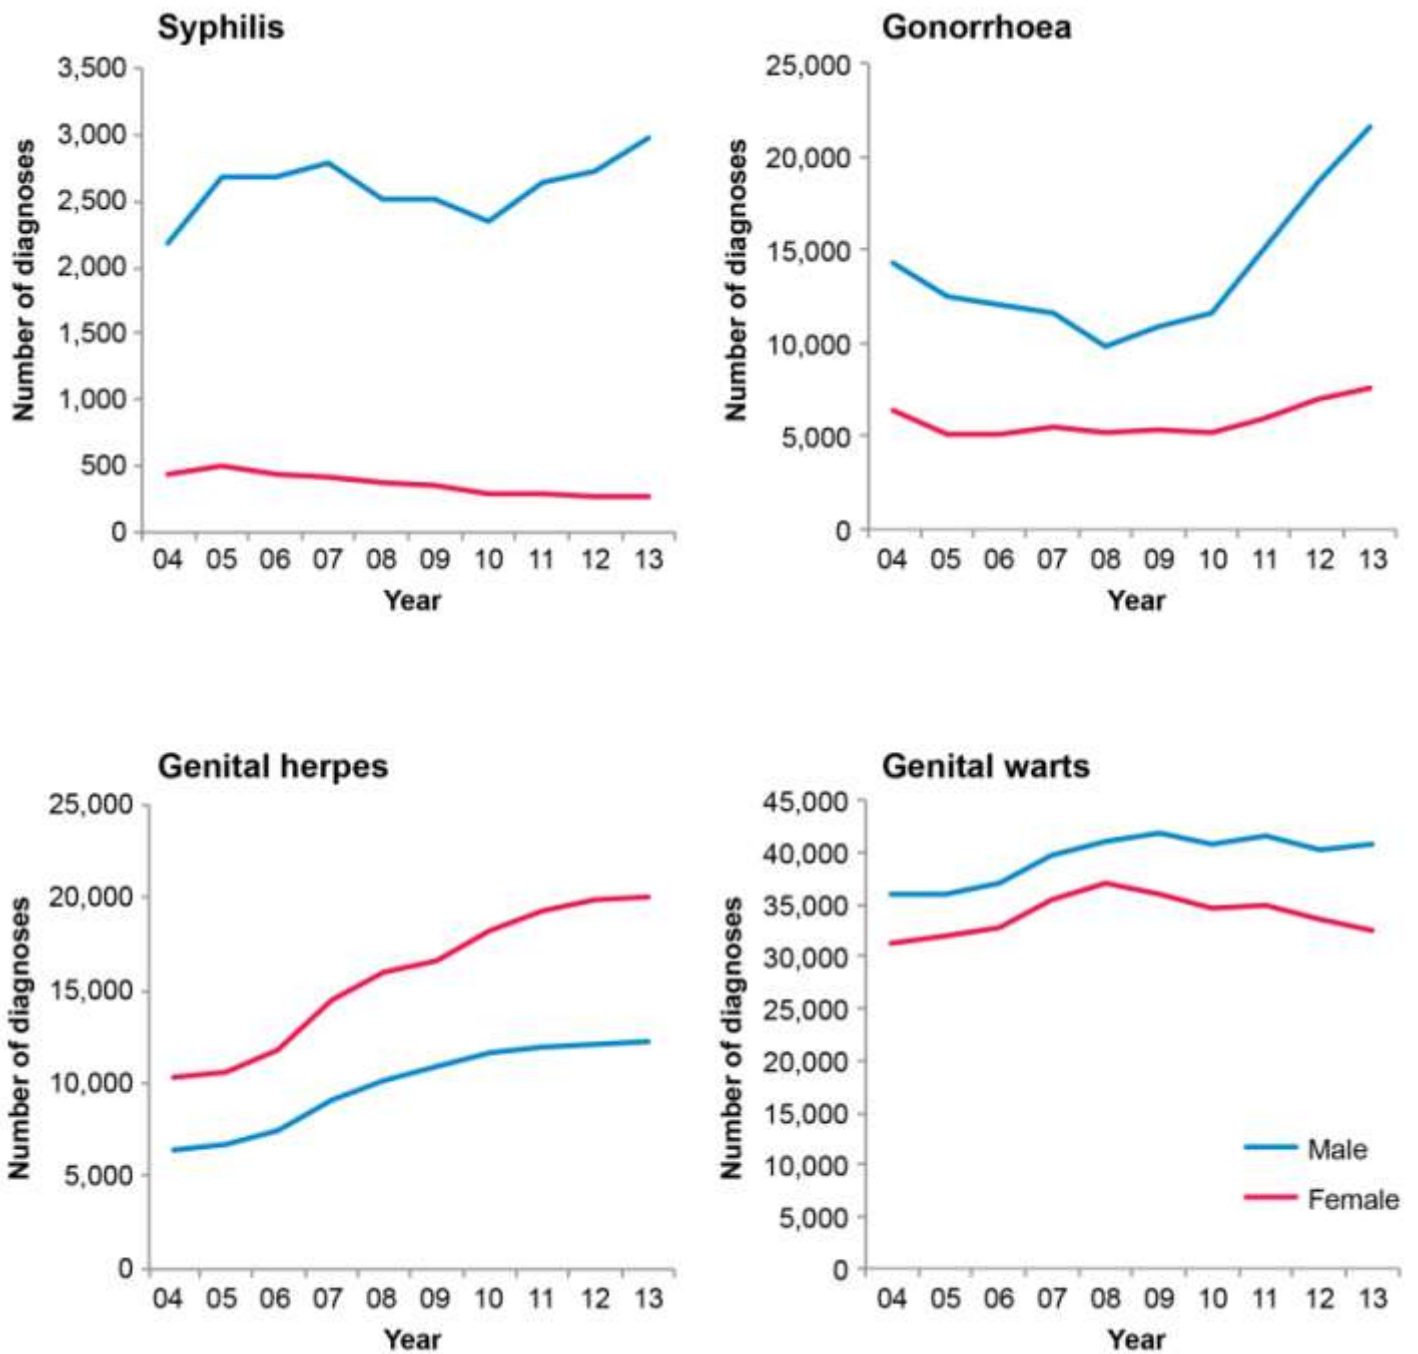 Syphilis
3,500
3,000
2,500
2,000
1,500
1,000
500
0
Number of diagnoses
04 05 06 07 08 09 10 11 12 13
Year
Gonorrhoea
25,000
20,000
15,000
10,000
5,000
0
Number of diagnoses
04 05 06 07 08 09 10 11 12 13
Year
Genital herpes
25,000
20,000
15,000
10,000
5,000
0
Number of diagnoses
04 05 06 07 08 09 10 11 12 13
Year
Genital warts
45,000
40,000
35,000
30,000
25,000
20,000
15,000
10,000
5,000
0
Number of diagnoses
Male
Female
04 05 06 07 08 09 10 11 12 13
Year